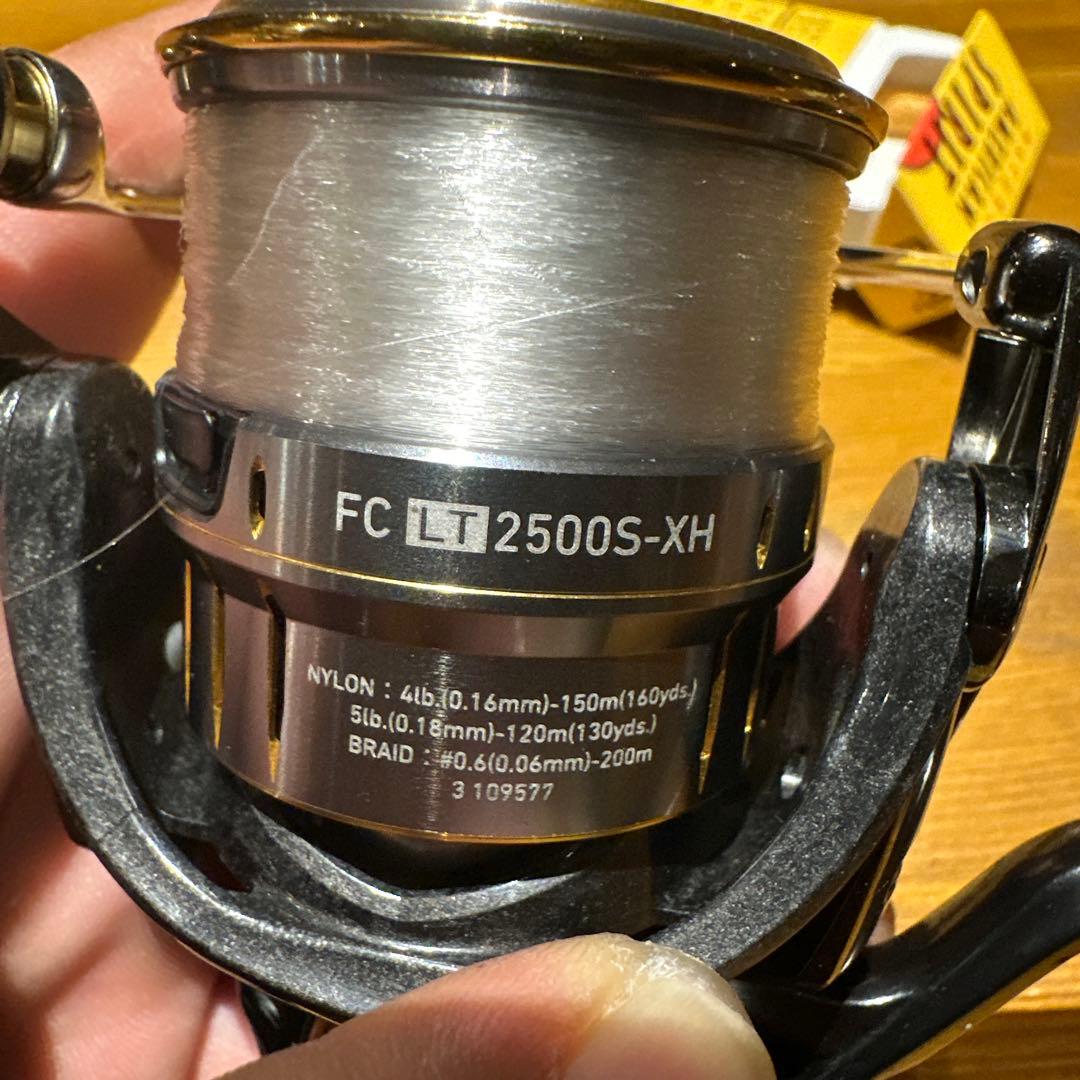 FC LT 2500S-XH
NYLON : 4lb.(0.16mm)-150m(160yds.)
5lb.(0.18mm)-120m(130yds.)
BRAID : #0.6(0.06mm)-200m
3 109577